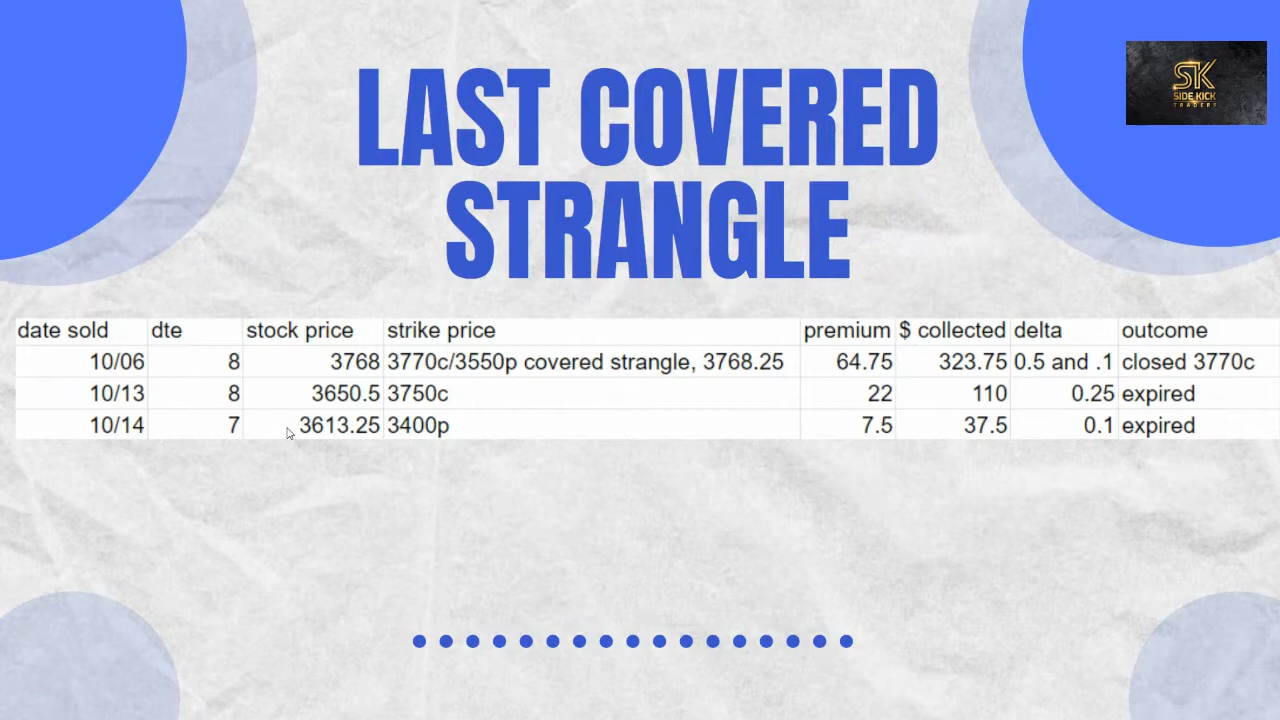 SK
SIDE KICK
TRADERS
LAST COVERED
STRANGLE
date sold dte stock price strike price premium $ collected delta outcome
10/06 8 3768 3770c/3550p covered strangle, 3768.25 64.75 323.75 0.5 and .1 closed 3770c
10/13 8 3650.5 3750c 22 110 0.25 expired
10/14 7 3613.25 3400p 7.5 37.5 0.1 expired